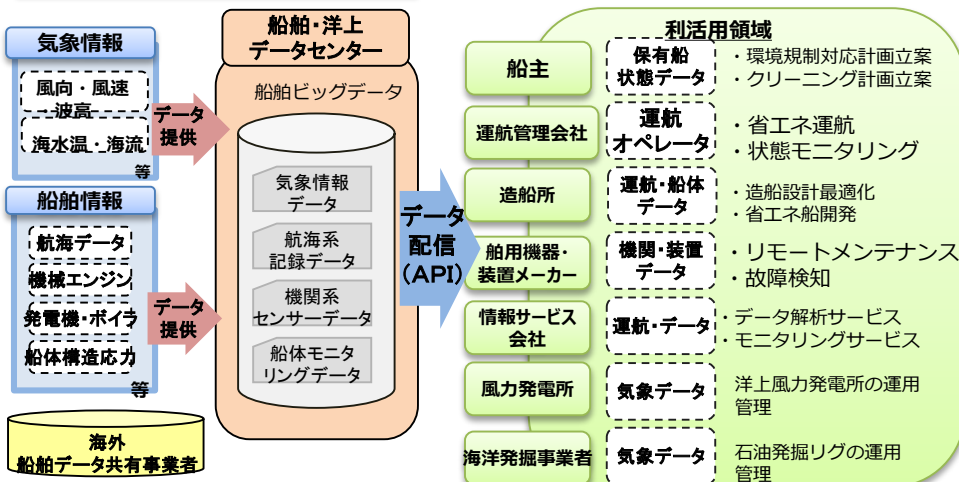 気象情報
風向・風速
・波高
海水温・海流
等
データ
提供
船舶情報
航海データ
機械エンジン
発電機・ボイラ
船体構造応力
等
データ
提供
海外
船舶データ共有事業者
船舶・洋上
データセンター
船舶ビッグデータ
気象情報
データ
航海系
記録データ
機関系
センサーデータ
船体モニタ
リングデータ
データ
配信
(API)
利活用領域
船主
保有船
状態データ
・環境規制対応計画立案
・クリーニング計画立案
運航管理会社
運航
オペレータ
・省エネ運航
・状態モニタリング
造船所
運航・船体
データ
・造船設計最適化
・省エネ船開発
舶用機器・
装置メーカー
機関・装置
データ
・リモートメンテナンス
・故障検知
情報サービス
会社
運航・データ
・データ解析サービス
・モニタリングサービス
風力発電所
気象データ
洋上風力発電所の運用
管理
海洋発掘事業者
気象データ
石油発掘リグの運用
管理